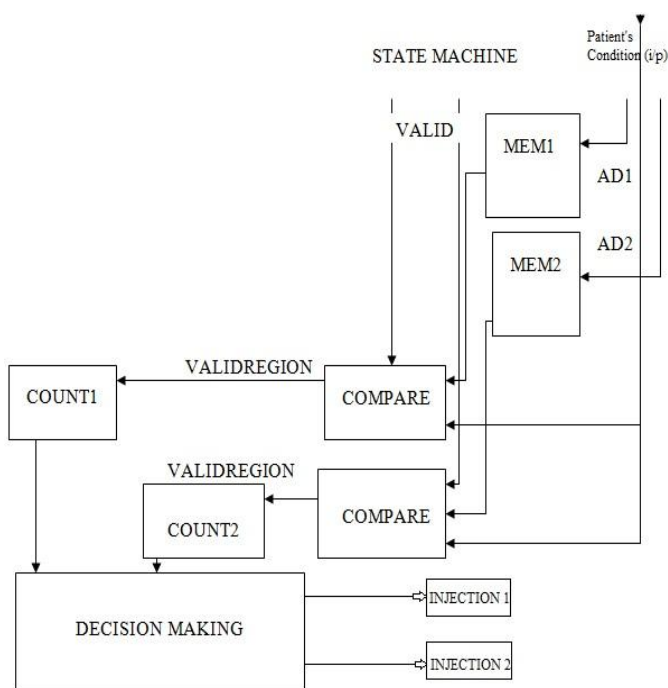 Patient's
Condition (i/p)
STATE MACHINE
VALID
MEM1
AD1
AD2
MEM2
VALIDREGION
COUNT1
COMPARE
VALIDREGION
COUNT2
COMPARE
INJECTION 1
DECISION MAKING
INJECTION 2